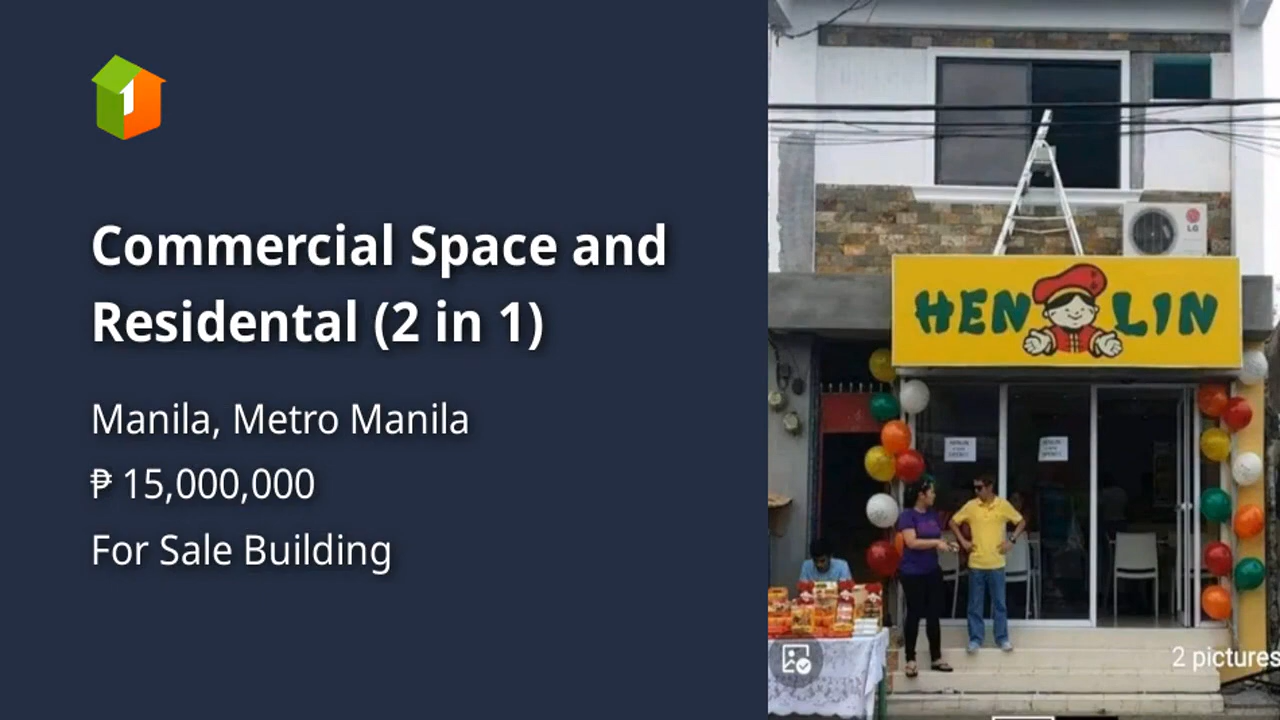 Commercial Space and
Residental (2 in 1)
Manila, Metro Manila
₱ 15,000,000
For Sale Building
LG
HEN LIN
2 pictures